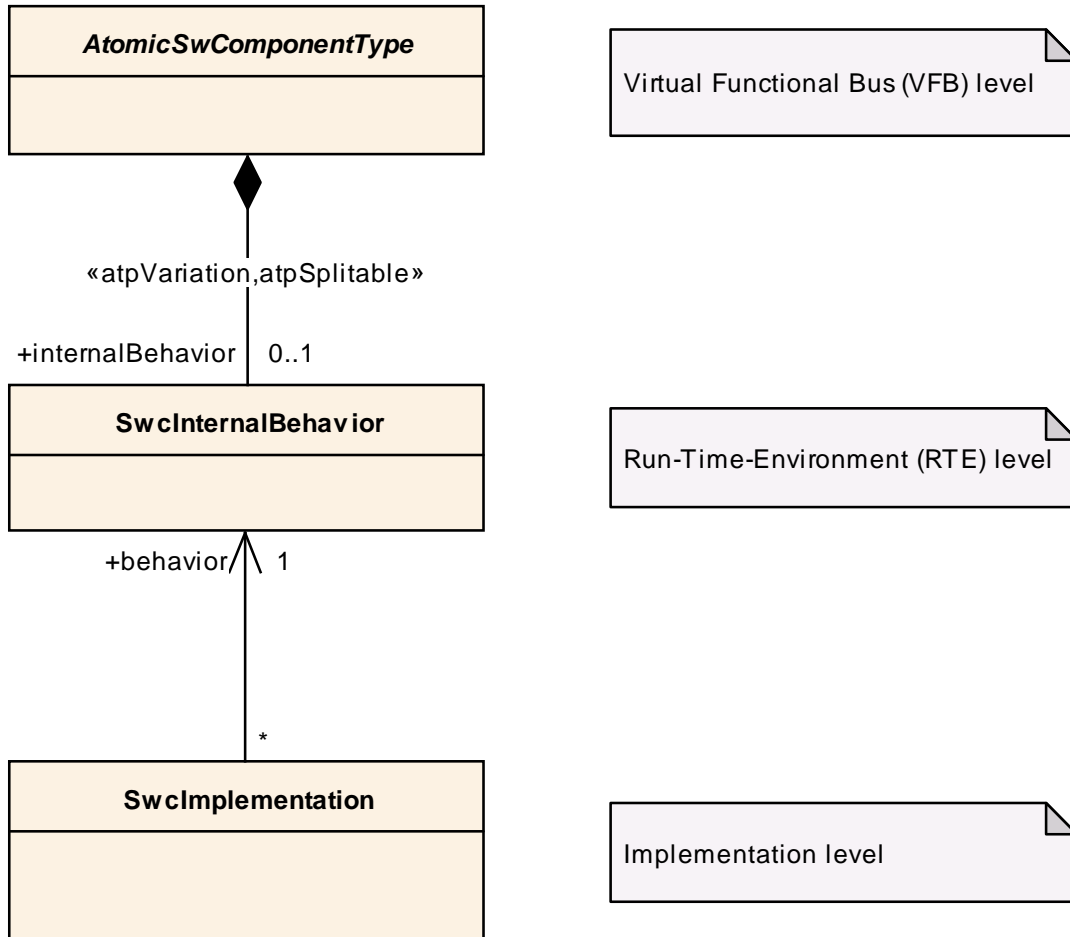 AtomicSwComponentType
Virtual Functional Bus (VFB) level
«atpVariation,atpSplitable»
+internalBehavior 0..1
SwcInternalBehavior
Run-Time-Environment (RTE) level
+behavior 1
*
SwcImplementation
Implementation level